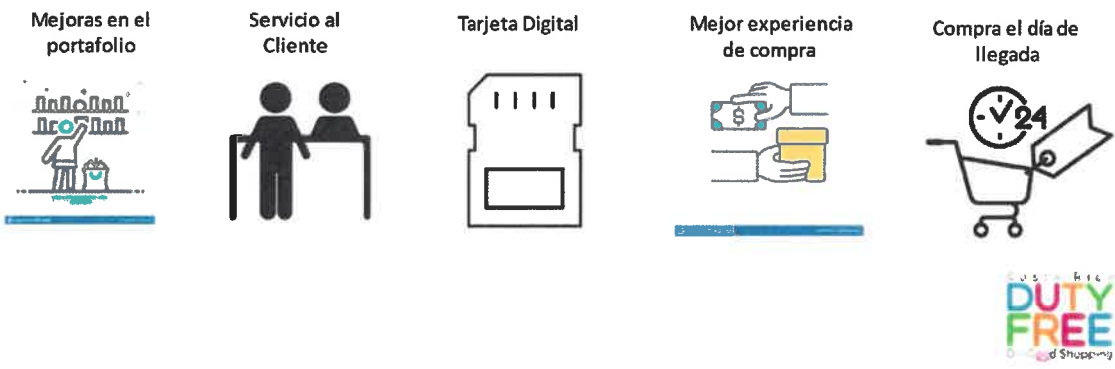 Mejoras en el
portafolio
Servicio al
Cliente
Tarjeta Digital
Mejor experiencia
de compra
Compra el día de
llegada
$
24
DUTY
FREE
Shopping